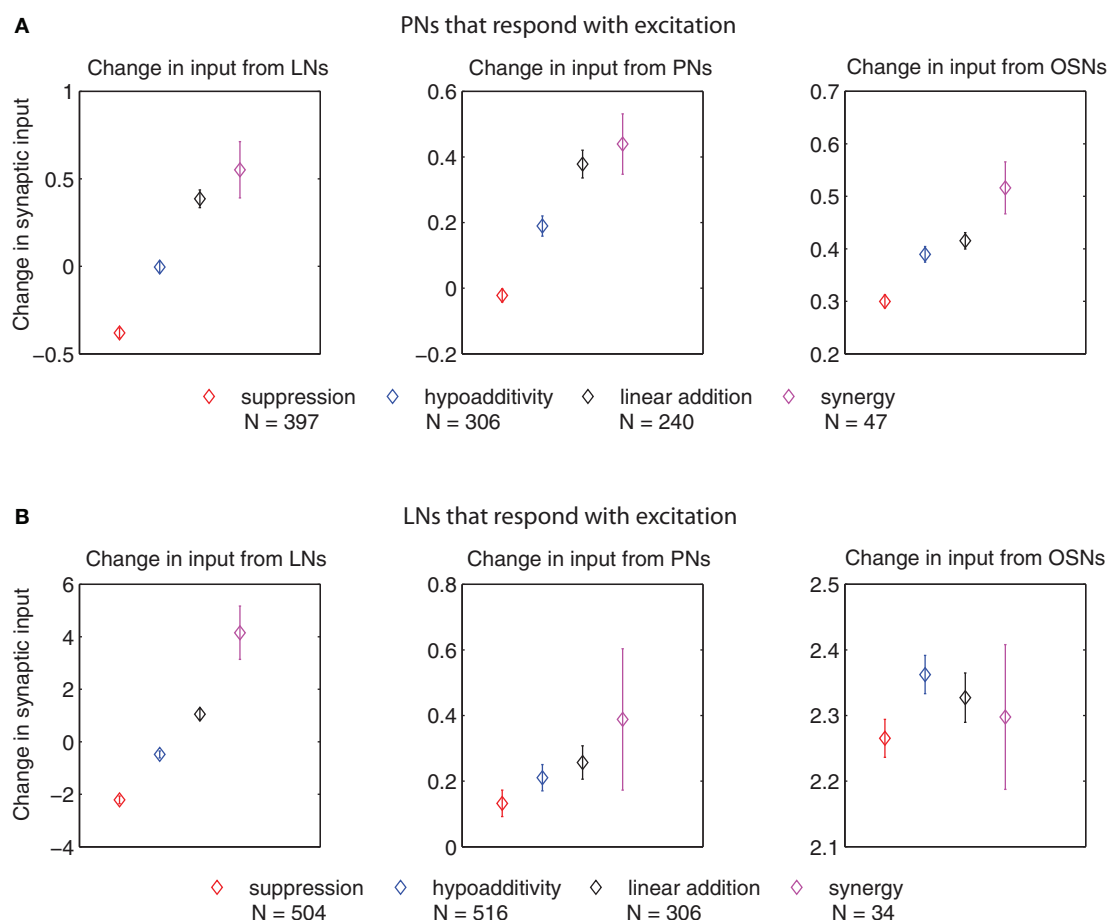 A
PNs that respond with excitation
Change in input from LNs
Change in input from PNs
Change in input from OSNs
Change in synaptic input
1
0.5
0
−0.5
0.6
0.4
0.2
0
−0.2
0.7
0.6
0.5
0.4
0.3
0.2
suppression hypoadditivity linear addition synergy
N = 397 N = 306 N = 240 N = 47
B
LNs that respond with excitation
Change in input from LNs
Change in input from PNs
Change in input from OSNs
Change in synaptic input
6
4
2
0
−2
−4
0.8
0.6
0.4
0.2
0
2.5
2.4
2.3
2.2
2.1
suppression hypoadditivity linear addition synergy
N = 504 N = 516 N = 306 N = 34